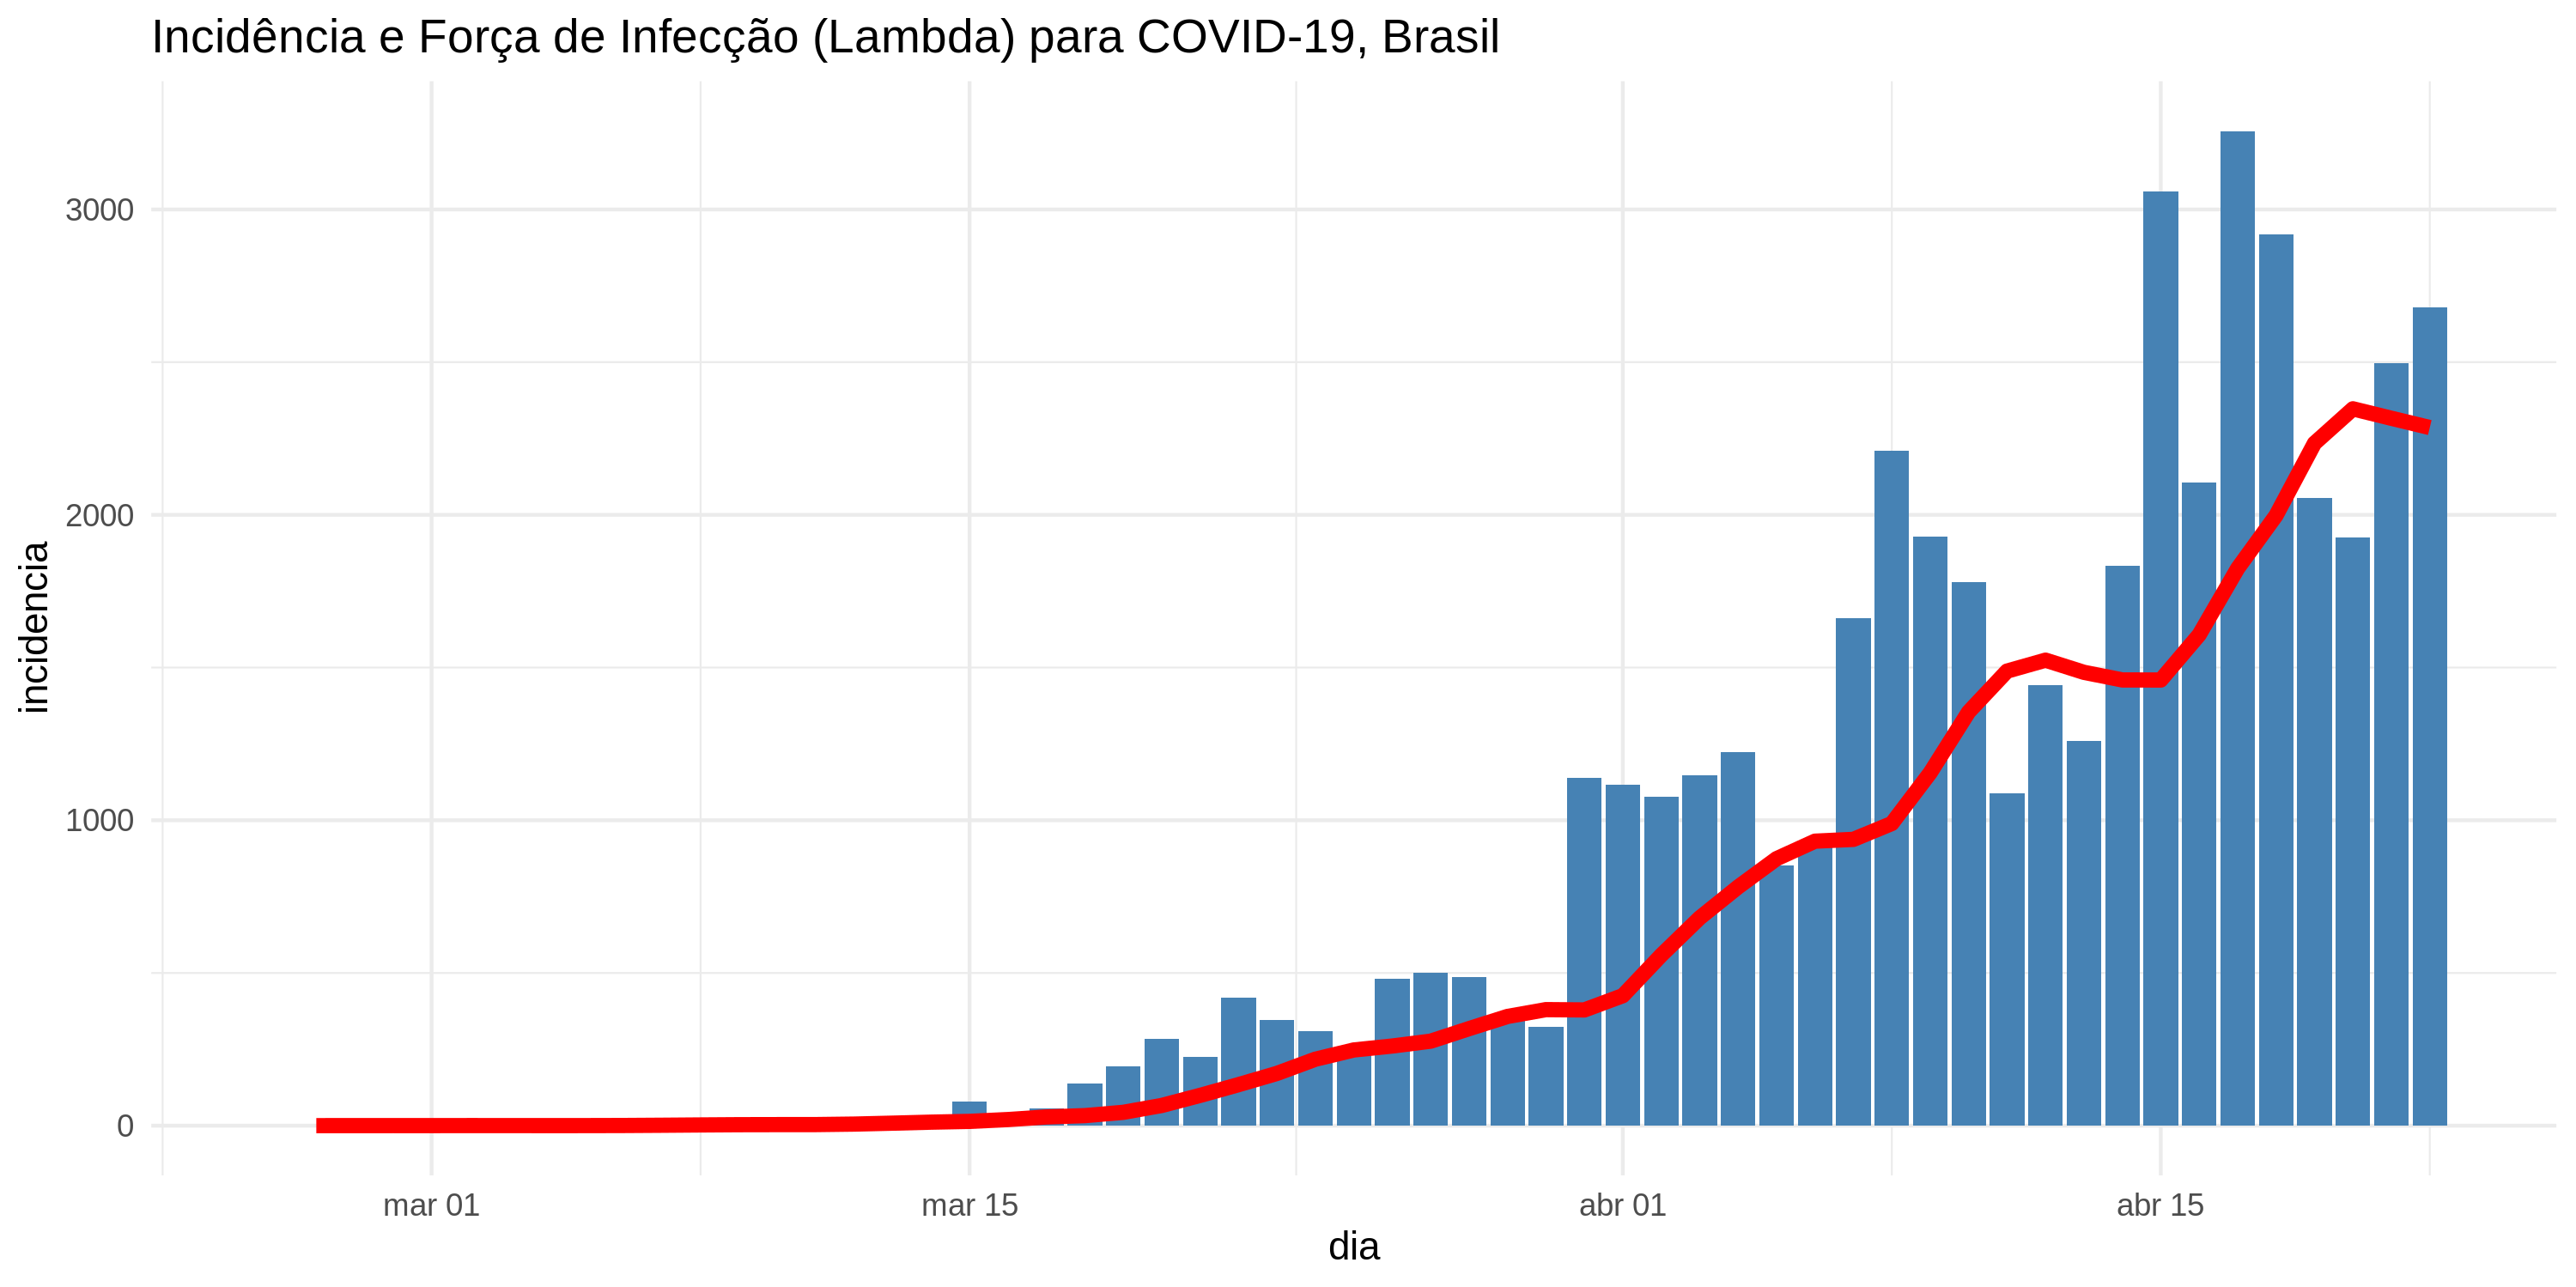 Incidência e Força de Infecção (Lambda) para COVID-19, Brasil
3000
2000
1000
0
incidencia
mar 01
mar 15
abr 01
abr 15
dia